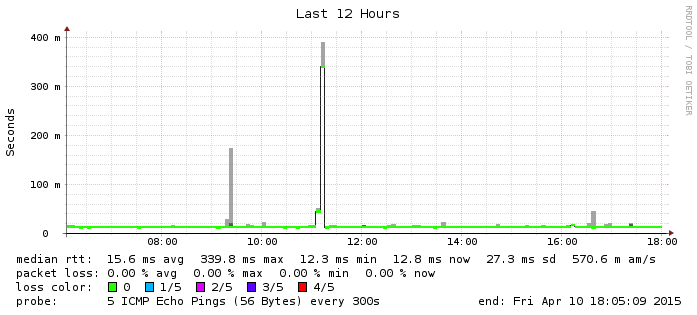 Last 12 Hours
RRDTOOL / TOBI OETIKER
Seconds
400 m
300 m
200 m
100 m
0
08:00 10:00 12:00 14:00 16:00 18:00
median rtt: 15.6 ms avg 339.8 ms max 12.3 ms min 12.8 ms now 27.3 ms sd 570.6 m am/s
packet loss: 0.00 % avg 0.00 % max 0.00 % min 0.00 % now
loss color: 0 1/5 2/5 3/5 4/5
probe: 5 ICMP Echo Pings (56 Bytes) every 300s end: Fri Apr 10 18:05:09 2015